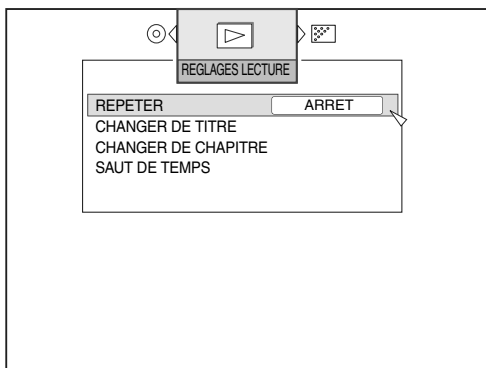 REGLAGES LECTURE
REPETER ARRET
CHANGER DE TITRE
CHANGER DE CHAPITRE
SAUT DE TEMPS